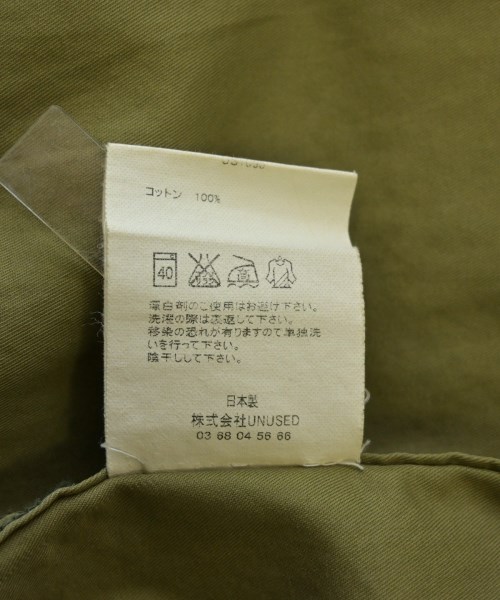 コットン 100%
40
漂白剤のご使用はお避け下さい。
洗濯の際は裏返して下さい。
移染の恐れが有りますので単独洗
いを行って下さい。
陰干しして下さい。
日本製
株式会社UNUSED
03 68 04 56 66